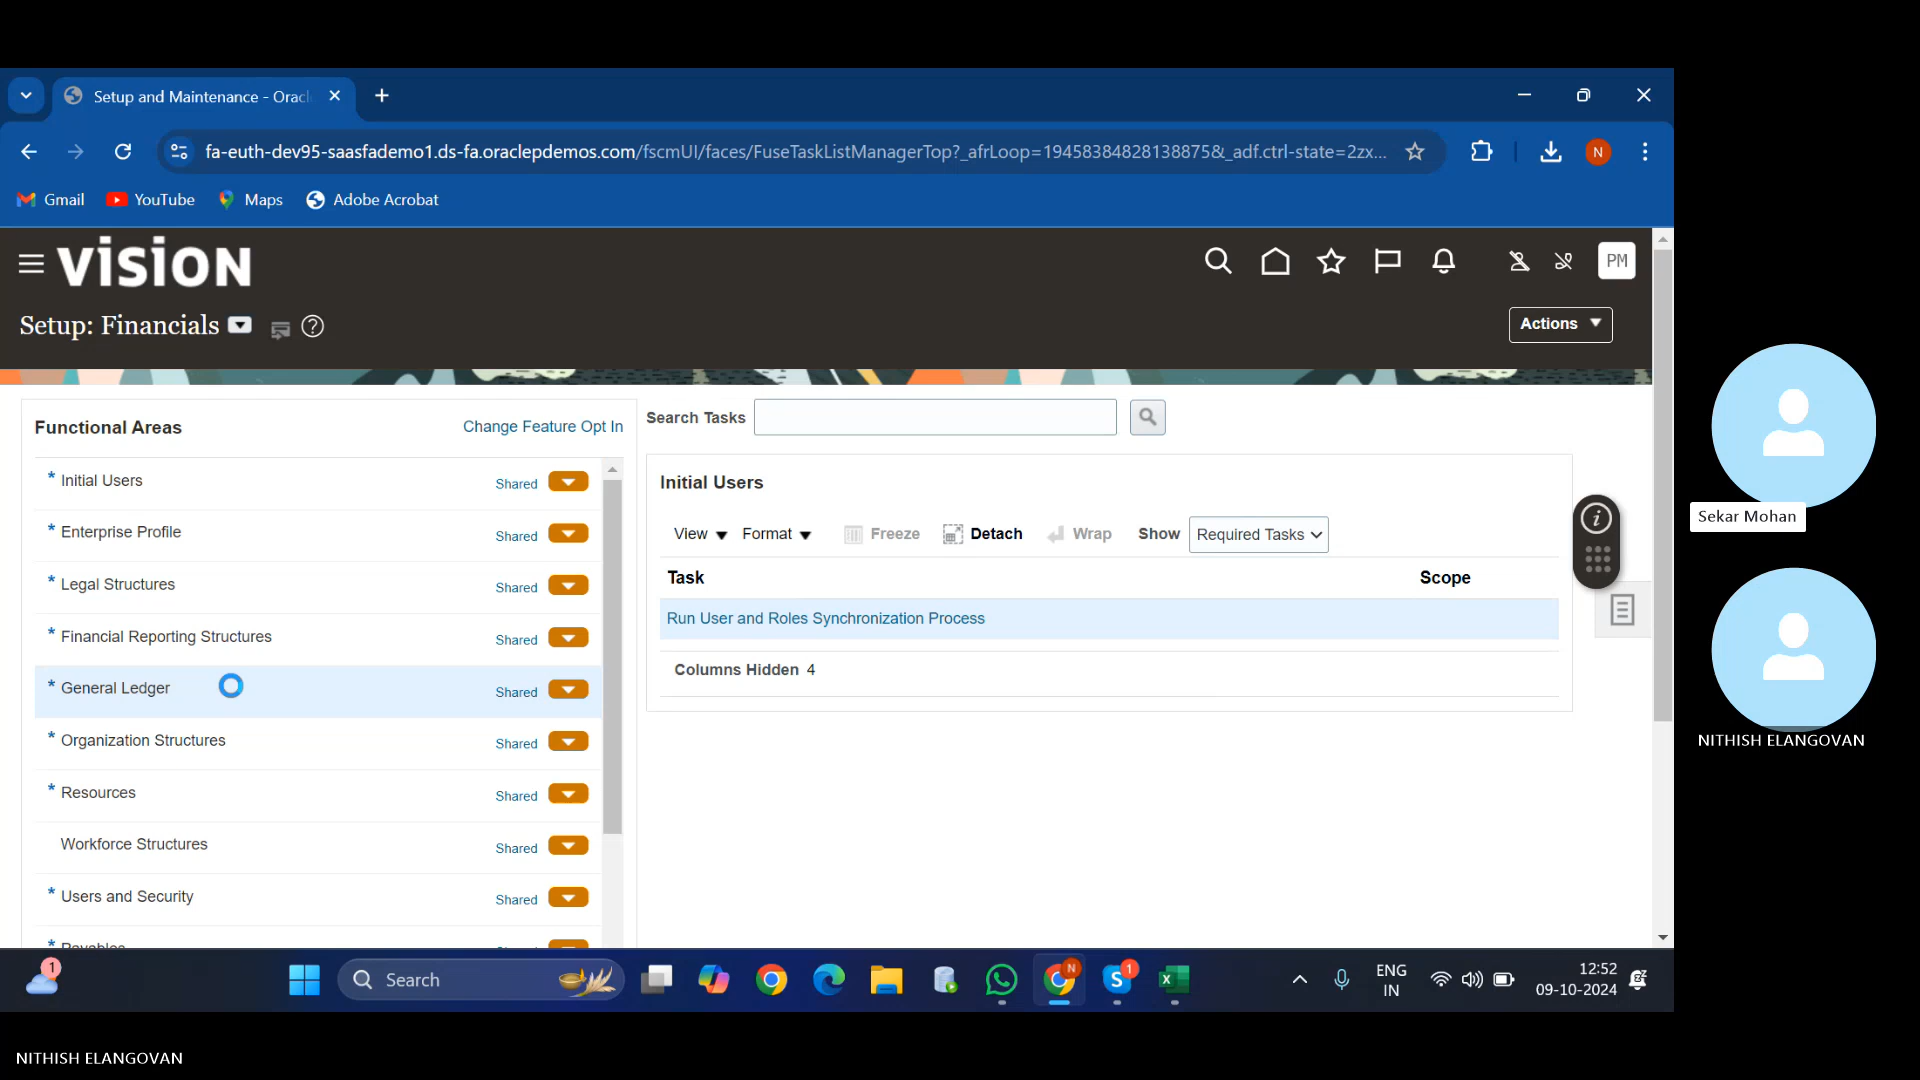 Setup and Maintenance - Oracl
fa-euth-dev95-saasfademo1.ds-fa.oraclepdemos.com/fscmUI/faces/FuseTaskListManagerTop?_afrLoop=19458384828138875&_adf.ctrl-state=2zx...
N
Gmail
YouTube
Maps
Adobe Acrobat
VISION
PM
Setup: Financials
Actions
Functional Areas
Change Feature Opt In
* Initial Users Shared
* Enterprise Profile Shared
* Legal Structures Shared
* Financial Reporting Structures Shared
* General Ledger Shared
* Organization Structures Shared
* Resources Shared
Workforce Structures Shared
* Users and Security Shared
* Payables
Search Tasks
Initial Users
View Format Freeze Detach Wrap Show Required Tasks
Task Scope
Run User and Roles Synchronization Process
Columns Hidden 4
Sekar Mohan
NITHISH ELANGOVAN
1
Search
N
1
ENG
IN
12:52
09-10-2024
NITHISH ELANGOVAN